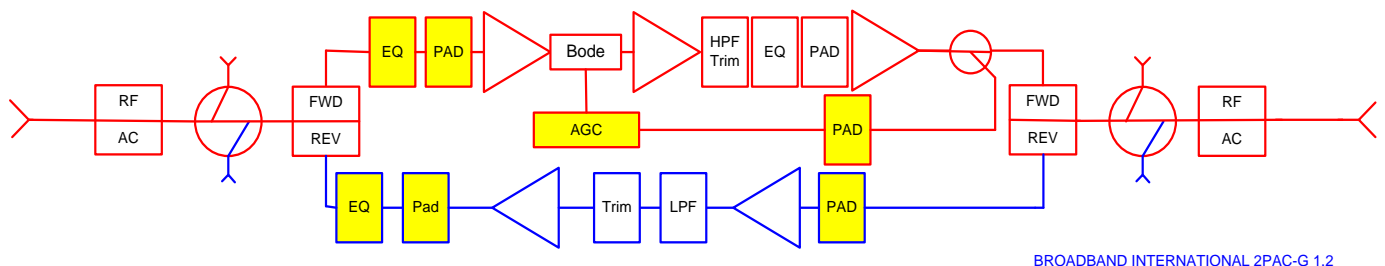 EQ
PAD
Bode
HPF
Trim
EQ
PAD
RF
AC
FWD
REV
AGC
PAD
FWD
REV
RF
AC
EQ
Pad
Trim
LPF
PAD
BROADBAND INTERNATIONAL 2PAC-G 1.2